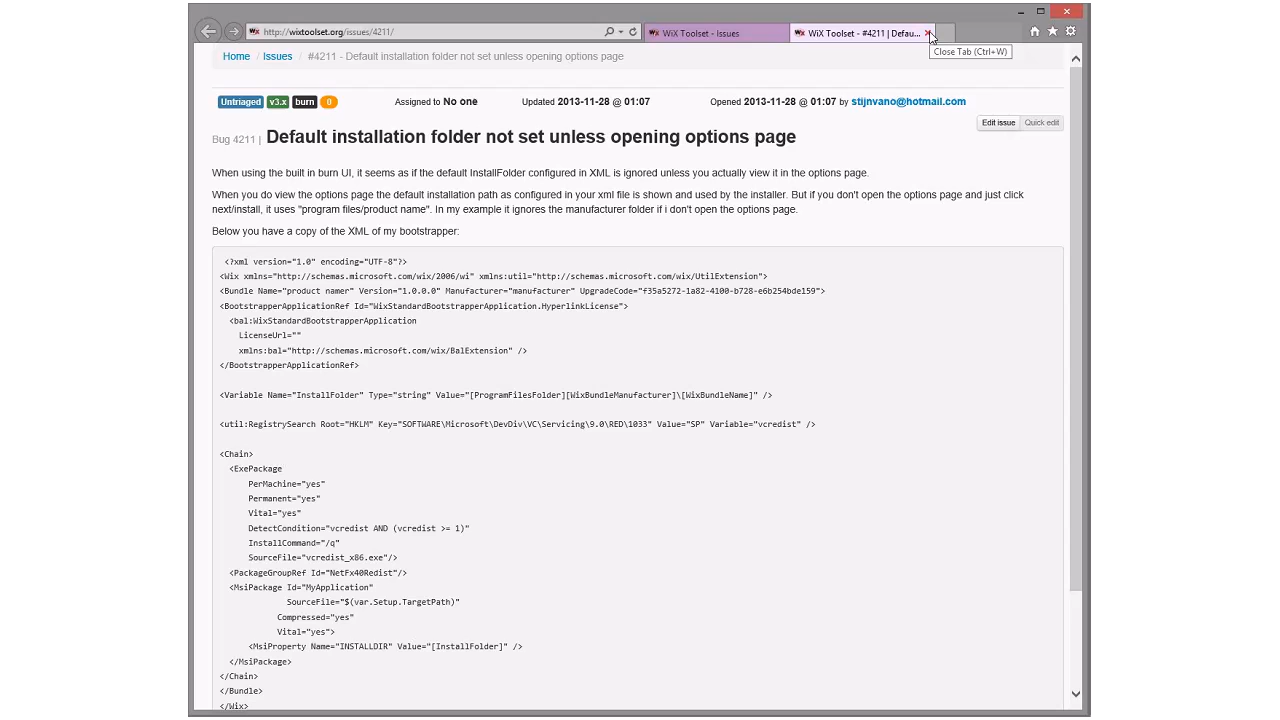 http://wixtoolset.org/issues/4211/
WiX Toolset - Issues
WiX Toolset - #4211 | Defau...
Close Tab (Ctrl+W)
Home / Issues / #4211 - Default installation folder not set unless opening options page
Untriaged v3.x burn 0 Assigned to No one Updated 2013-11-28 @ 01:07 Opened 2013-11-28 @ 01:07 by stijnvano@hotmail.com
Edit issue Quick edit
Bug 4211 | Default installation folder not set unless opening options page
When using the built in burn UI, it seems as if the default InstallFolder configured in XML is ignored unless you actually view it in the options page.
When you do view the options page the default installation path as configured in your xml file is shown and used by the installer. But if you don't open the options page and just click
next/install, it uses "program files/product name". In my example it ignores the manufacturer folder if i don't open the options page.
Below you have a copy of the XML of my bootstrapper:
<?xml version="1.0" encoding="UTF-8"?>
<Wix xmlns="http://schemas.microsoft.com/wix/2006/wi" xmlns:util="http://schemas.microsoft.com/wix/UtilExtension">
<Bundle Name="product namer" Version="1.0.0.0" Manufacturer="manufacturer" UpgradeCode="f35a5272-1a82-4100-b728-e6b254bde159">
<BootstrapperApplicationRef Id="WixStandardBootstrapperApplication.HyperlinkLicense">
<bal:WixStandardBootstrapperApplication
LicenseUrl=""
xmlns:bal="http://schemas.microsoft.com/wix/BalExtension" />
</BootstrapperApplicationRef>
<Variable Name="InstallFolder" Type="string" Value="[ProgramFilesFolder][WixBundleManufacturer]\[WixBundleName]" />
<util:RegistrySearch Root="HKLM" Key="SOFTWARE\Microsoft\DevDiv\VC\Servicing\9.0\RED\1033" Value="SP" Variable="vcredist" />
<Chain>
<ExePackage
PerMachine="yes"
Permanent="yes"
Vital="yes"
DetectCondition="vcredist AND (vcredist >= 1)"
InstallCommand="/q"
SourceFile="vcredist_x86.exe"/>
<PackageGroupRef Id="NetFx40Redist"/>
<MsiPackage Id="MyApplication"
SourceFile="$(var.Setup.TargetPath)"
Compressed="yes"
Vital="yes">
<MsiProperty Name="INSTALLDIR" Value="[InstallFolder]" />
</MsiPackage>
</Chain>
</Bundle>
</Wix>